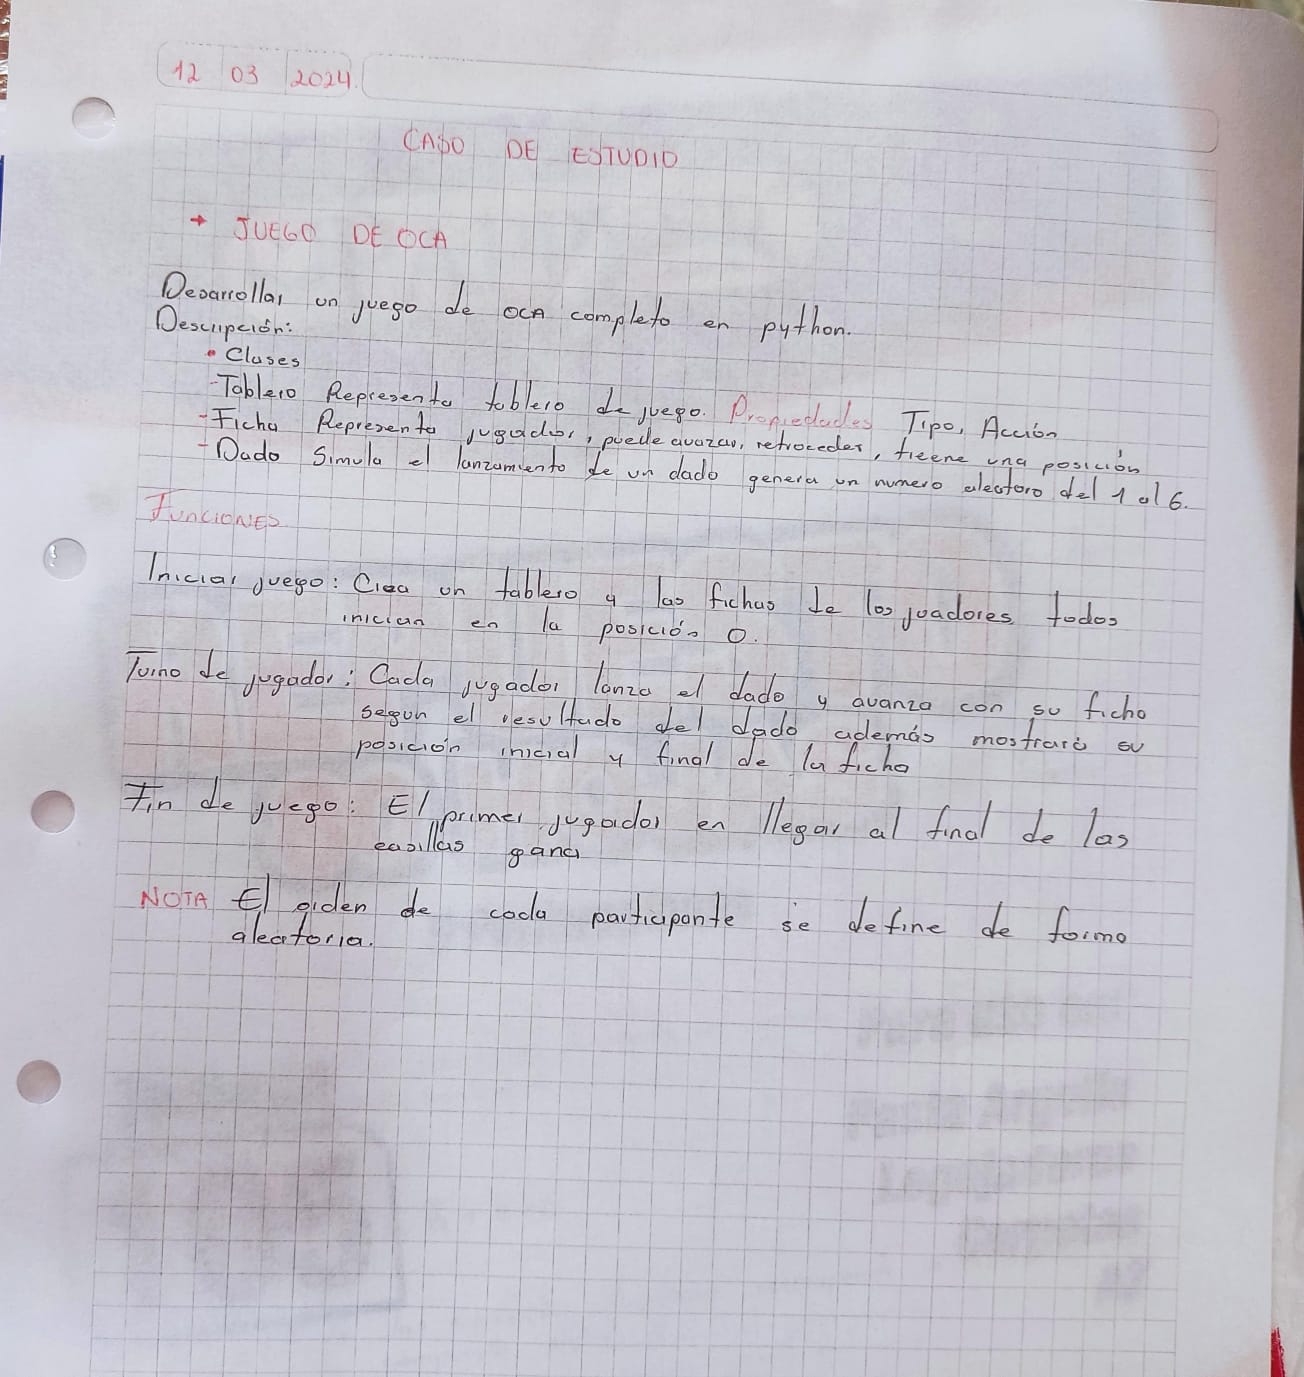 12 03 2024.
CASO DE ESTUDIO
→ JUEGO DE OCA
Desarrollar un juego de OCA completo en python.
Descripción:
• Clases
- Tablero Representa tablero de juego. Propiedades Tipo, Acción
- Ficha Representa jugador, puede avazar, retroceder, tieene una posición
- Dado Simula el lanzamiento de un dado genera un numero aleatoro del 1 al 6.
Funciones
Iniciar juego: Crea un tablero y las fichas de los juadores todos
inician en la posición 0.
Turno de jugador: Cada jugador lanza el dado y avanza con su ficha
segun el resultado del dado además mostrará su
posición inicial y final de la ficha
Fin de juego: El primer jugador en llegar al final de las
casillas gana
NOTA El orden de cada participante se define de forma
aleatoria.